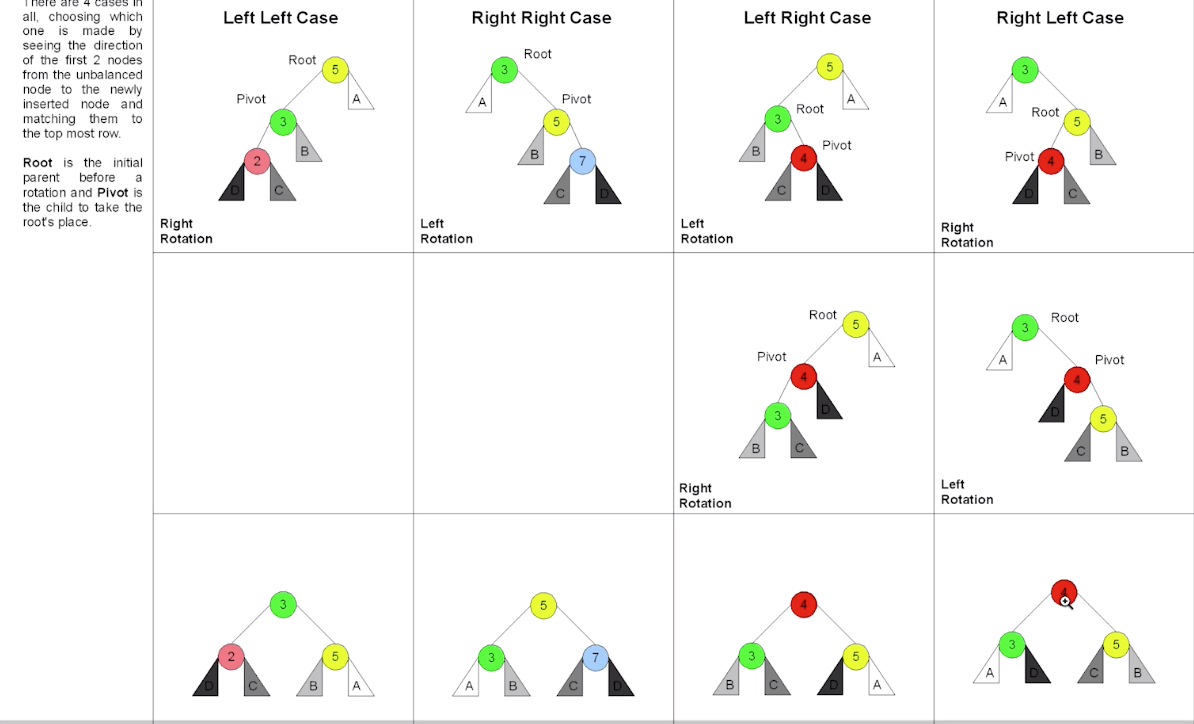 There are 4 cases in
all, choosing which
one is made by
seeing the direction
of the first 2 nodes
from the unbalanced
node to the newly
inserted node and
matching them to
the top most row.
Root is the initial
parent before a
rotation and Pivot is
the child to take the
root's place.
Left Left Case
Root
5
A
Pivot
3
B
2
D
C
Right
Rotation
Right Right Case
3
Root
A
Pivot
5
B
7
C
D
Left
Rotation
Left Right Case
5
A
3
Root
B
Pivot
4
C
D
Left
Rotation
Right Left Case
3
A
Root
5
B
Pivot
4
D
C
Right
Rotation
Root
5
A
Pivot
4
D
3
B
C
Right
Rotation
3
Root
A
Pivot
4
D
5
C
B
Left
Rotation
3
2
5
D
C
B
A
5
3
7
A
B
C
D
4
3
5
B
C
D
A
4
3
5
A
D
C
B